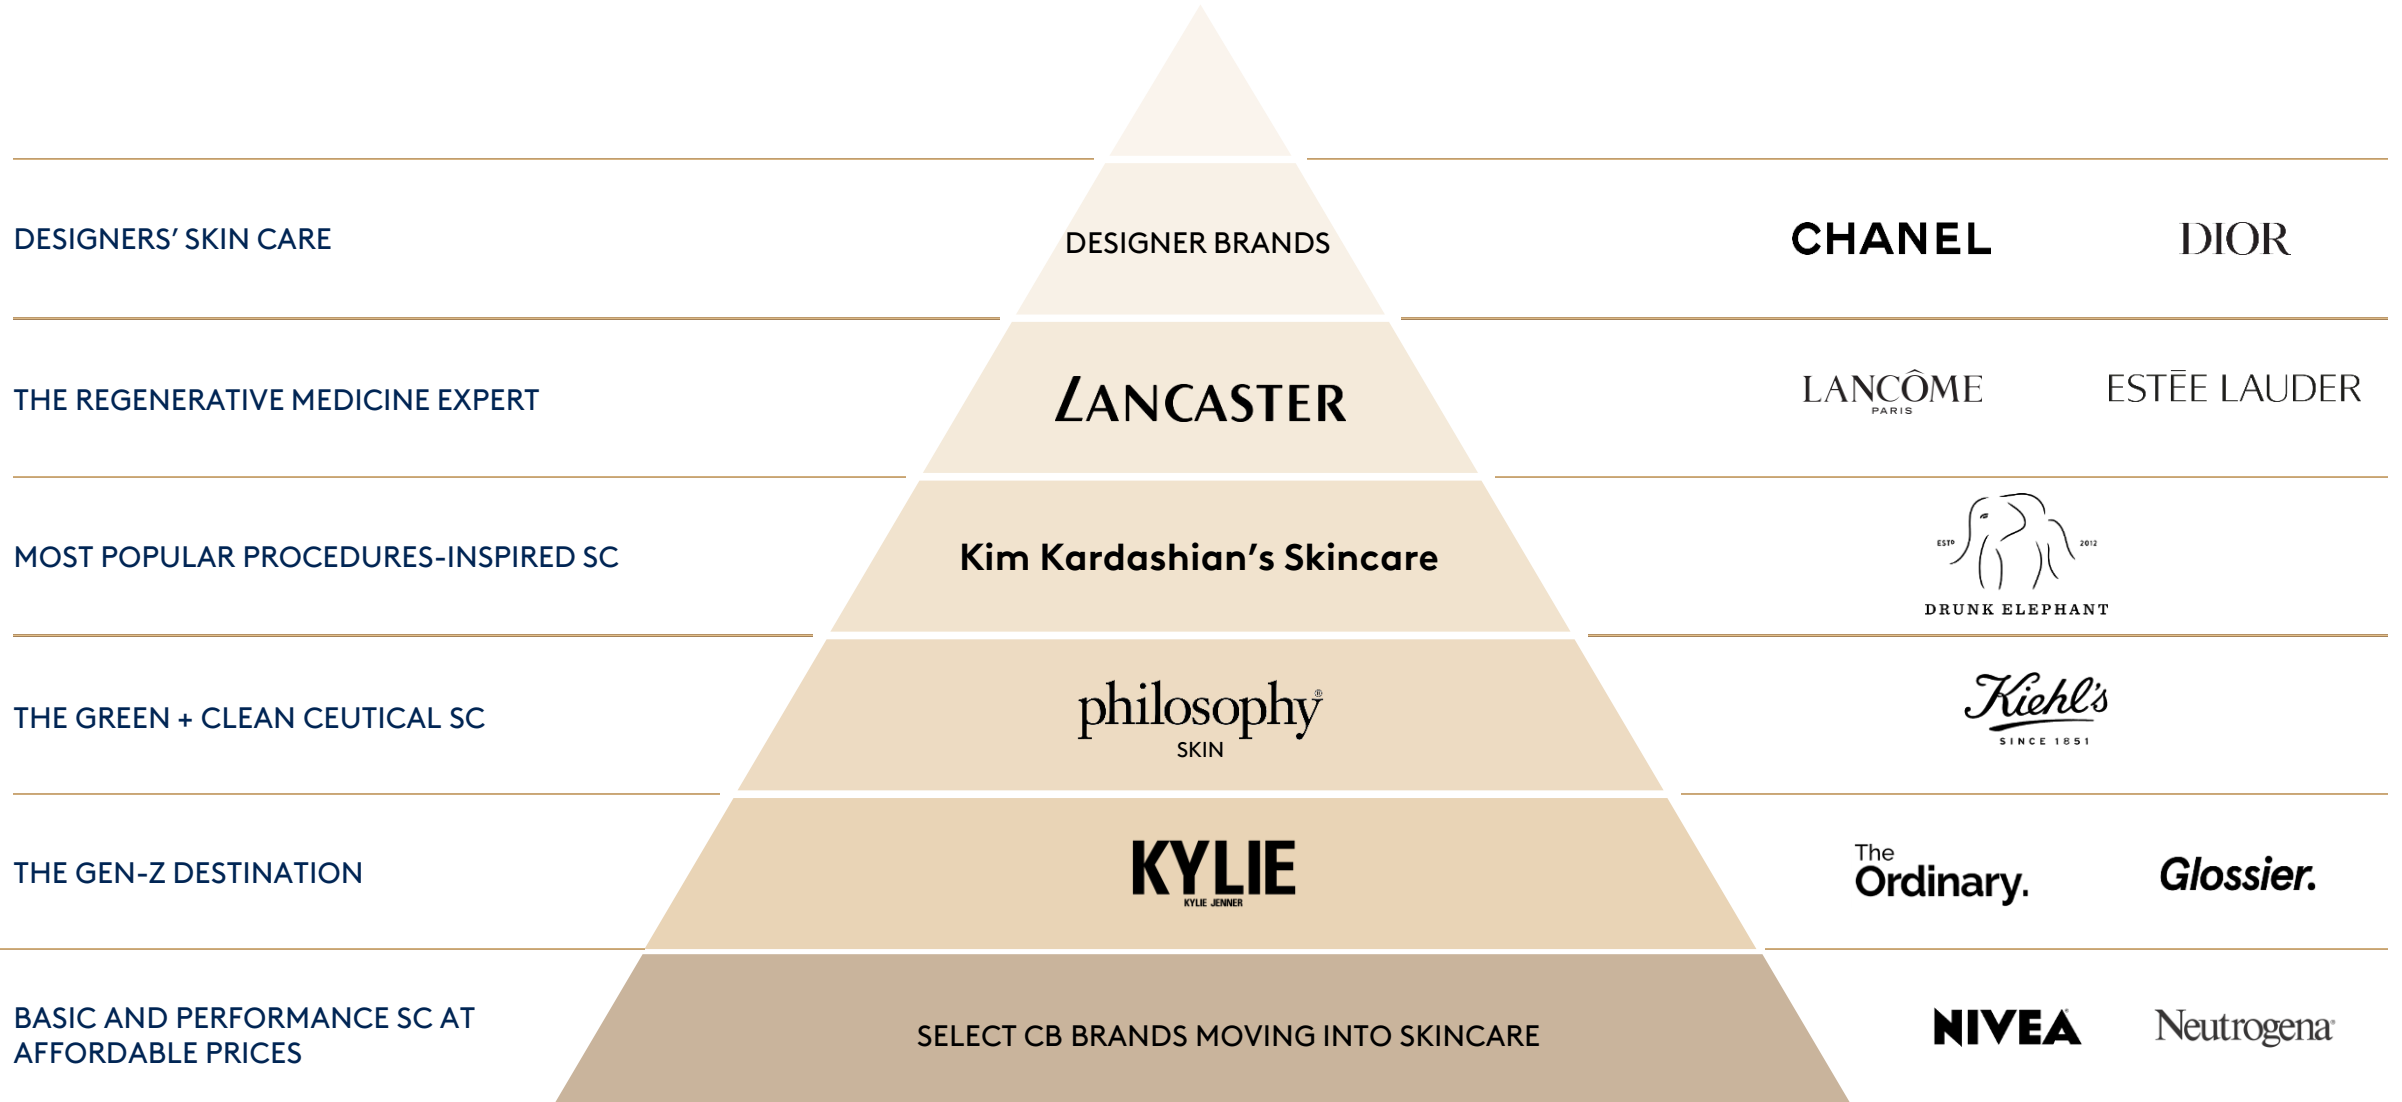 DESIGNERS’ SKIN CARE
DESIGNER BRANDS
CHANEL
DIOR
THE REGENERATIVE MEDICINE EXPERT
LANCASTER
LANCÔME
PARIS
ESTĒE LAUDER
MOST POPULAR PROCEDURES-INSPIRED SC
Kim Kardashian’s Skincare
ESTD 2012
DRUNK ELEPHANT
THE GREEN + CLEAN CEUTICAL SC
philosophy®
SKIN
Kiehl’s
SINCE 1851
THE GEN-Z DESTINATION
KYLIE
KYLIE JENNER
The
Ordinary.
Glossier.
BASIC AND PERFORMANCE SC AT
AFFORDABLE PRICES
SELECT CB BRANDS MOVING INTO SKINCARE
NIVEA
Neutrogena®